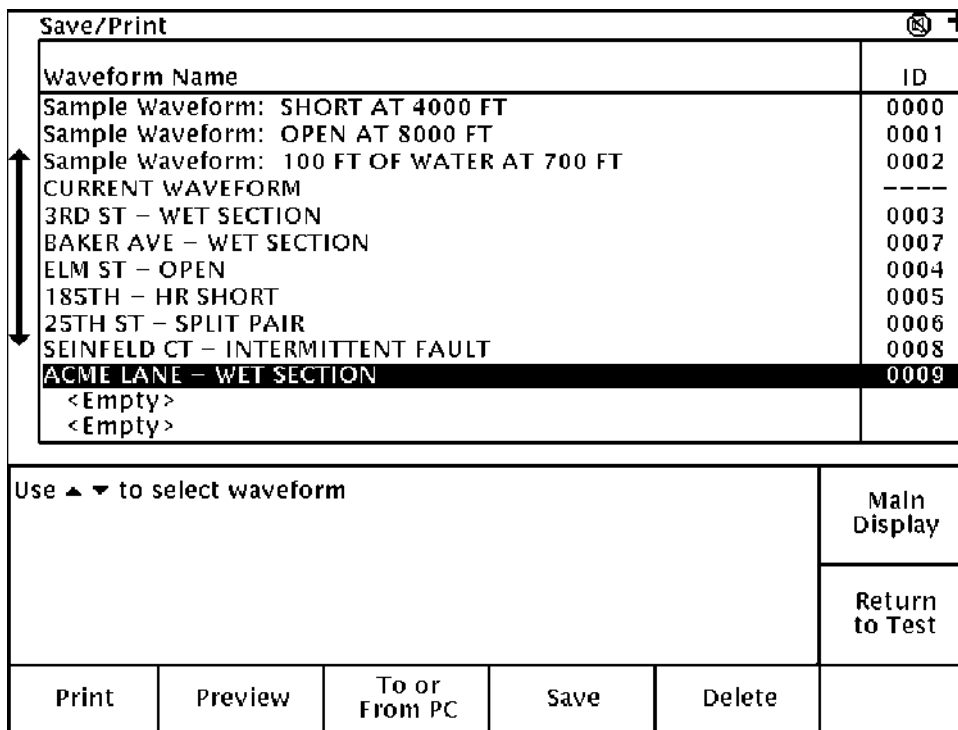 Save/Print
Waveform Name ID
Sample Waveform: SHORT AT 4000 FT 0000
Sample Waveform: OPEN AT 8000 FT 0001
Sample Waveform: 100 FT OF WATER AT 700 FT 0002
CURRENT WAVEFORM ----
3RD ST – WET SECTION 0003
BAKER AVE – WET SECTION 0007
ELM ST – OPEN 0004
185TH – HR SHORT 0005
25TH ST – SPLIT PAIR 0006
SEINFELD CT – INTERMITTENT FAULT 0008
ACME LANE – WET SECTION 0009
<Empty>
<Empty>
Use ▲ ▼ to select waveform
Main
Display
Return
to Test
Print
Preview
To or
From PC
Save
Delete